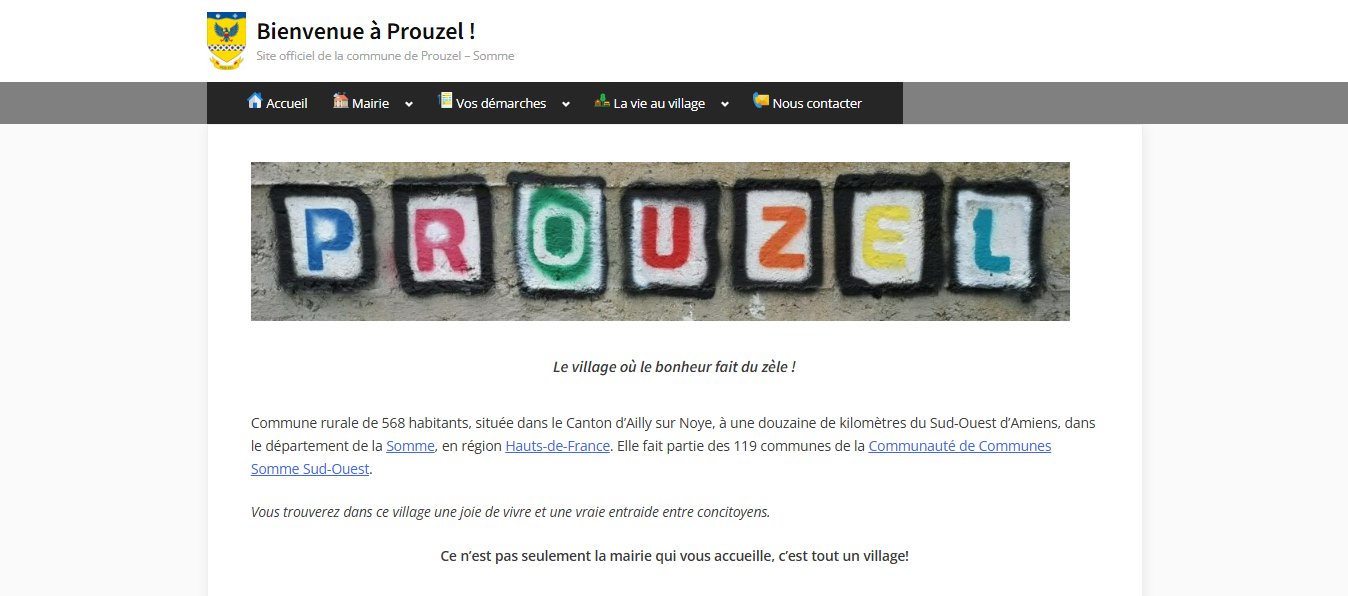 Bienvenue à Prouzel !
Site officiel de la commune de Prouzel – Somme
Accueil Mairie Vos démarches La vie au village Nous contacter
PROUZEL
Le village où le bonheur fait du zèle !
Commune rurale de 568 habitants, située dans le Canton d’Ailly sur Noye, à une douzaine de kilomètres du Sud-Ouest d’Amiens, dans
le département de la Somme, en région Hauts-de-France. Elle fait partie des 119 communes de la Communauté de Communes
Somme Sud-Ouest.
Vous trouverez dans ce village une joie de vivre et une vraie entraide entre concitoyens.
Ce n’est pas seulement la mairie qui vous accueille, c’est tout un village!